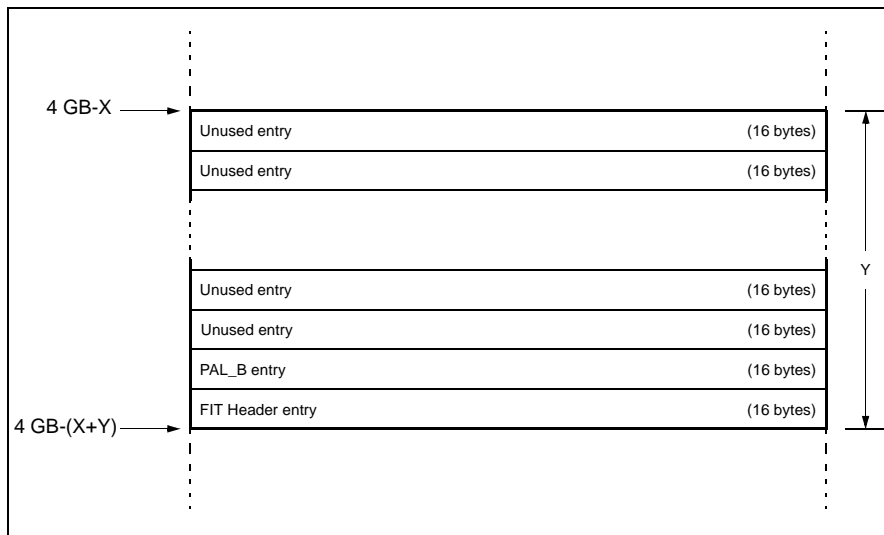 4 GB-X
Unused entry (16 bytes)
Unused entry (16 bytes)
Y
Unused entry (16 bytes)
Unused entry (16 bytes)
PAL_B entry (16 bytes)
FIT Header entry (16 bytes)
4 GB-(X+Y)